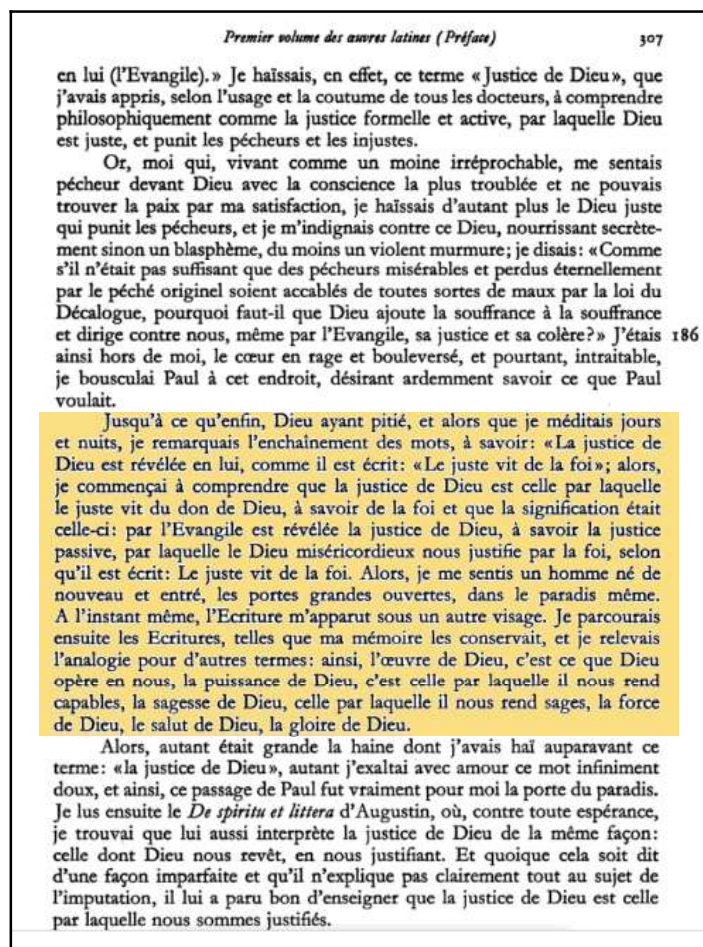 Premier volume des œuvres latines (Préface) 307
en lui (l'Evangile).» Je haïssais, en effet, ce terme «Justice de Dieu», que
j'avais appris, selon l'usage et la coutume de tous les docteurs, à comprendre
philosophiquement comme la justice formelle et active, par laquelle Dieu
est juste, et punit les pécheurs et les injustes.
Or, moi qui, vivant comme un moine irréprochable, me sentais
pécheur devant Dieu avec la conscience la plus troublée et ne pouvais
trouver la paix par ma satisfaction, je haïssais d'autant plus le Dieu juste
qui punit les pécheurs, et je m'indignais contre ce Dieu, nourrissant secrète-
ment sinon un blasphème, du moins un violent murmure; je disais: «Comme
s'il n'était pas suffisant que des pécheurs misérables et perdus éternellement
par le péché originel soient accablés de toutes sortes de maux par la loi du
Décalogue, pourquoi faut-il que Dieu ajoute la souffrance à la souffrance
et dirige contre nous, même par l'Evangile, sa justice et sa colère?» J'étais 186
ainsi hors de moi, le cœur en rage et bouleversé, et pourtant, intraitable,
je bousculai Paul à cet endroit, désirant ardemment savoir ce que Paul
voulait.
Jusqu'à ce qu'enfin, Dieu ayant pitié, et alors que je méditais jours
et nuits, je remarquais l'enchaînement des mots, à savoir: «La justice de
Dieu est révélée en lui, comme il est écrit: «Le juste vit de la foi»; alors,
je commençai à comprendre que la justice de Dieu est celle par laquelle
le juste vit du don de Dieu, à savoir de la foi et que la signification était
celle-ci: par l'Evangile est révélée la justice de Dieu, à savoir la justice
passive, par laquelle le Dieu miséricordieux nous justifie par la foi, selon
qu'il est écrit: Le juste vit de la foi. Alors, je me sentis un homme né de
nouveau et entré, les portes grandes ouvertes, dans le paradis même.
A l'instant même, l'Ecriture m'apparut sous un autre visage. Je parcourais
ensuite les Ecritures, telles que ma mémoire les conservait, et je relevais
l'analogie pour d'autres termes: ainsi, l'œuvre de Dieu, c'est ce que Dieu
opère en nous, la puissance de Dieu, c'est celle par laquelle il nous rend
capables, la sagesse de Dieu, celle par laquelle il nous rend sages, la force
de Dieu, le salut de Dieu, la gloire de Dieu.
Alors, autant était grande la haine dont j'avais haï auparavant ce
terme: «la justice de Dieu», autant j'exaltai avec amour ce mot infiniment
doux, et ainsi, ce passage de Paul fut vraiment pour moi la porte du paradis.
Je lus ensuite le De spiritu et littera d'Augustin, où, contre toute espérance,
je trouvai que lui aussi interprète la justice de Dieu de la même façon:
celle dont Dieu nous revêt, en nous justifiant. Et quoique cela soit dit
d'une façon imparfaite et qu'il n'explique pas clairement tout au sujet de
l'imputation, il lui a paru bon d'enseigner que la justice de Dieu est celle
par laquelle nous sommes justifiés.